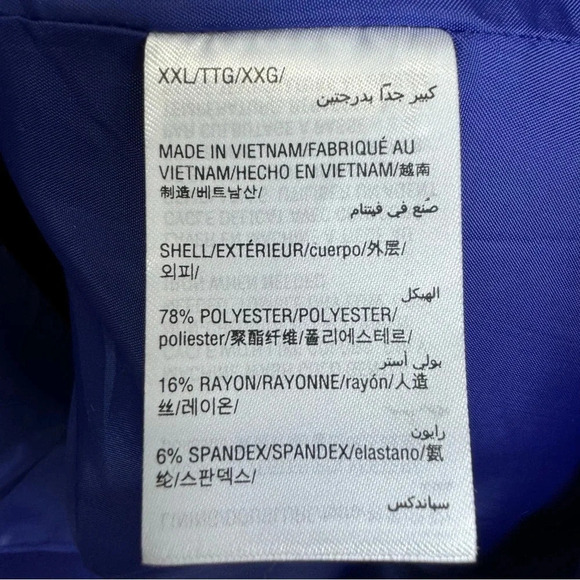 XXL/TTG/XXG/
كبير جدًا بدرجتين
MADE IN VIETNAM/FABRIQUÉ AU
VIETNAM/HECHO EN VIETNAM/越南
制造/베트남산/
صُنع في فيتنام
SHELL/EXTÉRIEUR/cuerpo/外层/
외피/
الهيكل
78% POLYESTER/POLYESTER/
poliester/聚酯纤维/폴리에스테르/
بولي أستر
16% RAYON/RAYONNE/rayón/人造
丝/레이온/
رايون
6% SPANDEX/SPANDEX/elastano/氨
纶/스판덱스/
سباندكس